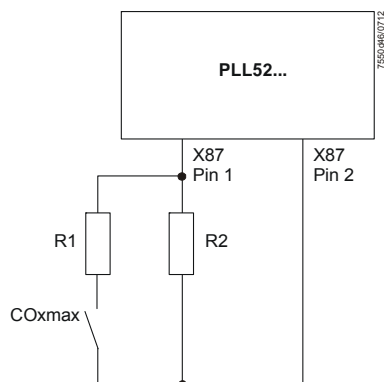 7550d46/0712
PLL52...
X87
Pin 1
X87
Pin 2
R1
R2
COxmax